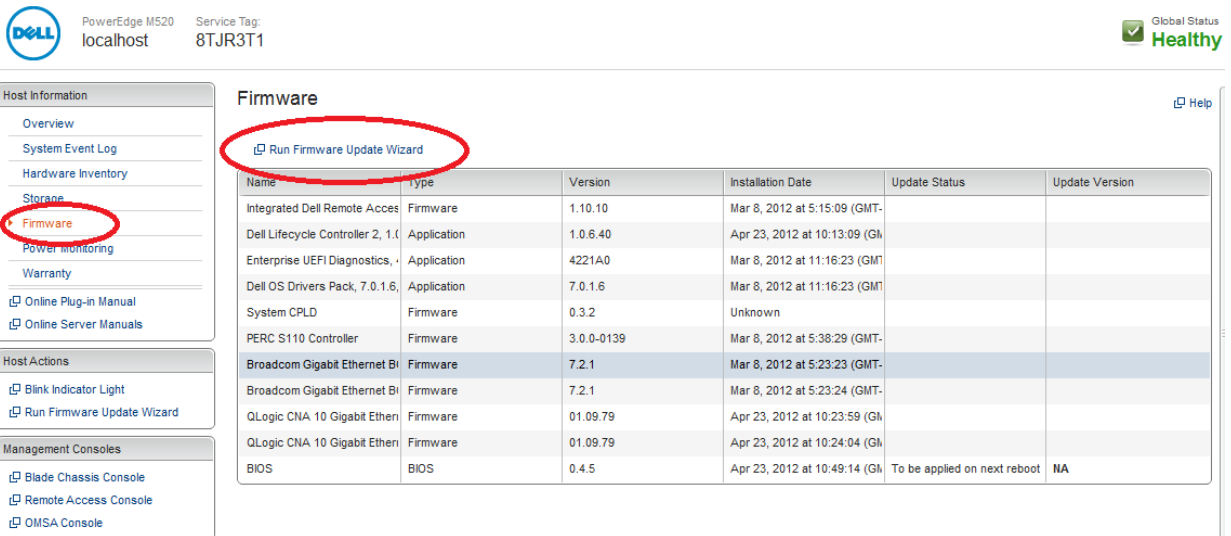 DELL
PowerEdge M520 Service Tag:
localhost 8TJR3T1
Global Status
Healthy
Host Information
Overview
System Event Log
Hardware Inventory
Storage
Firmware
Power Monitoring
Warranty
Online Plug-in Manual
Online Server Manuals
Host Actions
Blink Indicator Light
Run Firmware Update Wizard
Management Consoles
Blade Chassis Console
Remote Access Console
OMSA Console
Firmware
Help
Run Firmware Update Wizard
Name Type Version Installation Date Update Status Update Version
Integrated Dell Remote Acces Firmware 1.10.10 Mar 8, 2012 at 5:15:09 (GMT-
Dell Lifecycle Controller 2, 1.( Application 1.0.6.40 Apr 23, 2012 at 10:13:09 (GM
Enterprise UEFI Diagnostics, Application 4221A0 Mar 8, 2012 at 11:16:23 (GMT
Dell OS Drivers Pack, 7.0.1.6, Application 7.0.1.6 Mar 8, 2012 at 11:16:23 (GMT
System CPLD Firmware 0.3.2 Unknown
PERC S110 Controller Firmware 3.0.0-0139 Mar 8, 2012 at 5:38:29 (GMT-
Broadcom Gigabit Ethernet B Firmware 7.2.1 Mar 8, 2012 at 5:23:23 (GMT-
Broadcom Gigabit Ethernet B Firmware 7.2.1 Mar 8, 2012 at 5:23:24 (GMT-
QLogic CNA 10 Gigabit Ether Firmware 01.09.79 Apr 23, 2012 at 10:23:59 (GM
QLogic CNA 10 Gigabit Ether Firmware 01.09.79 Apr 23, 2012 at 10:24:04 (GM
BIOS BIOS 0.4.5 Apr 23, 2012 at 10:49:14 (GM To be applied on next reboot NA